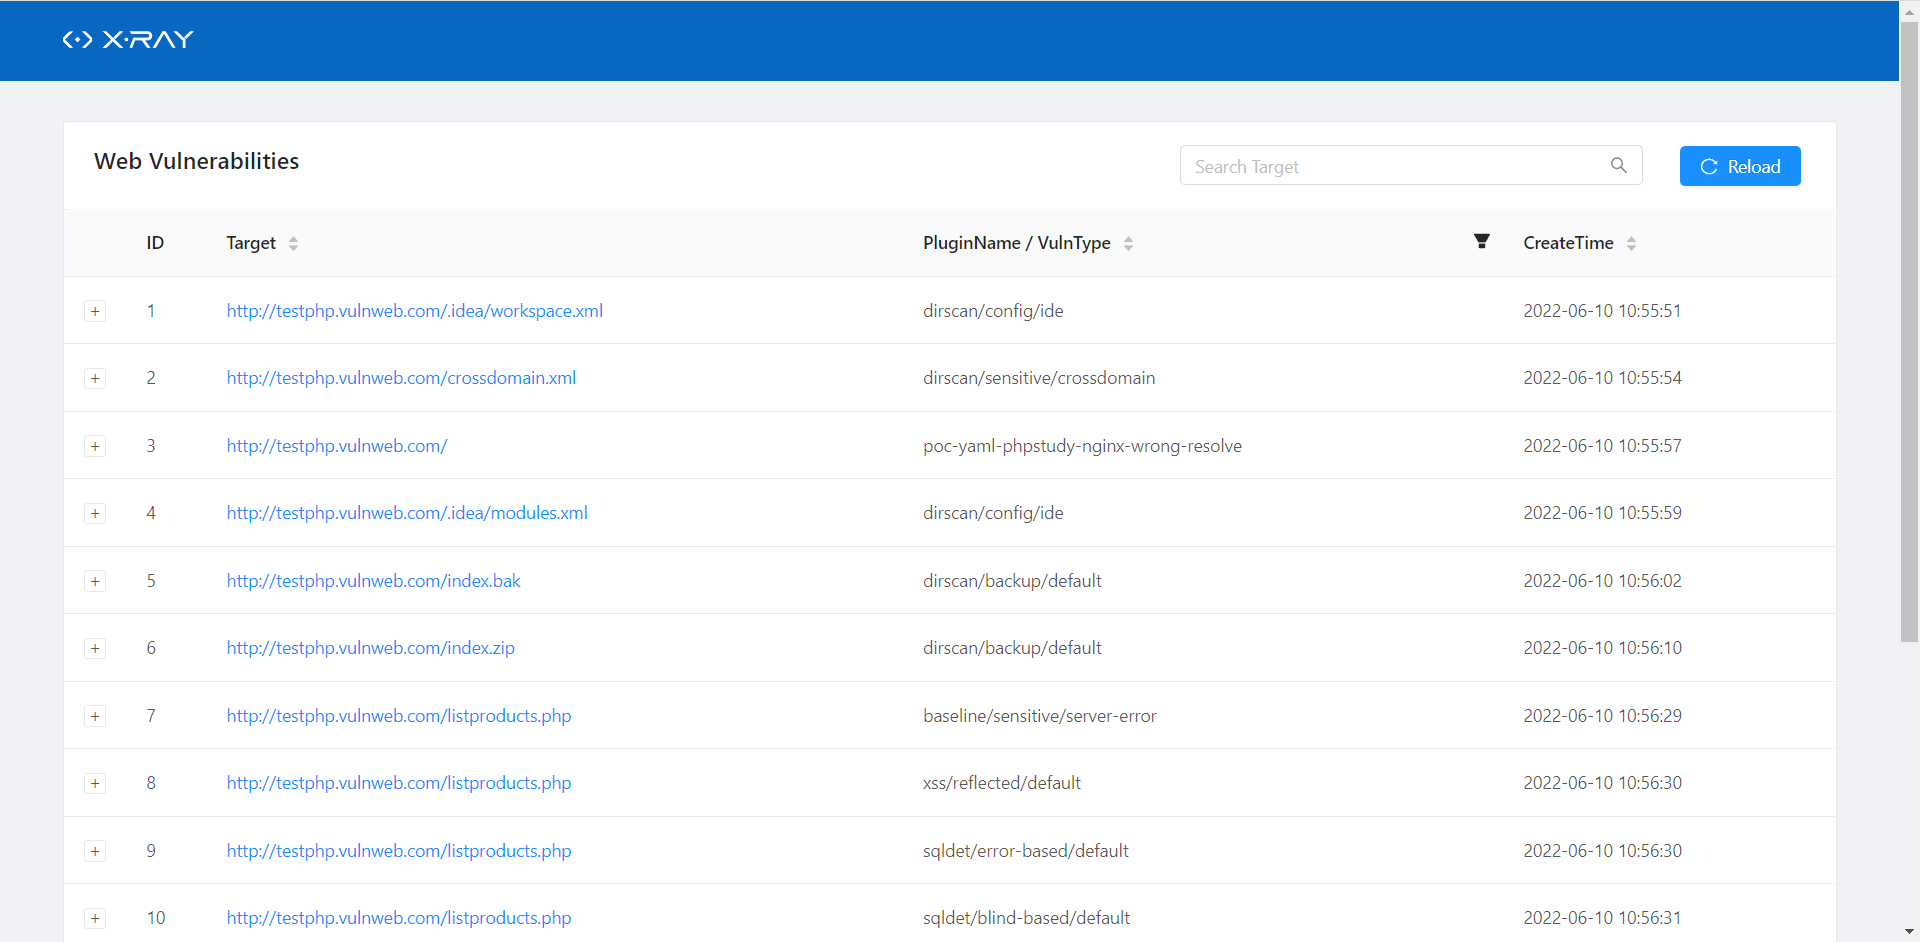 X·RAY
Web Vulnerabilities
Search Target
Reload
ID Target PluginName / VulnType CreateTime
1 http://testphp.vulnweb.com/.idea/workspace.xml dirscan/config/ide 2022-06-10 10:55:51
2 http://testphp.vulnweb.com/crossdomain.xml dirscan/sensitive/crossdomain 2022-06-10 10:55:54
3 http://testphp.vulnweb.com/ poc-yaml-phpstudy-nginx-wrong-resolve 2022-06-10 10:55:57
4 http://testphp.vulnweb.com/.idea/modules.xml dirscan/config/ide 2022-06-10 10:55:59
5 http://testphp.vulnweb.com/index.bak dirscan/backup/default 2022-06-10 10:56:02
6 http://testphp.vulnweb.com/index.zip dirscan/backup/default 2022-06-10 10:56:10
7 http://testphp.vulnweb.com/listproducts.php baseline/sensitive/server-error 2022-06-10 10:56:29
8 http://testphp.vulnweb.com/listproducts.php xss/reflected/default 2022-06-10 10:56:30
9 http://testphp.vulnweb.com/listproducts.php sqldet/error-based/default 2022-06-10 10:56:30
10 http://testphp.vulnweb.com/listproducts.php sqldet/blind-based/default 2022-06-10 10:56:31